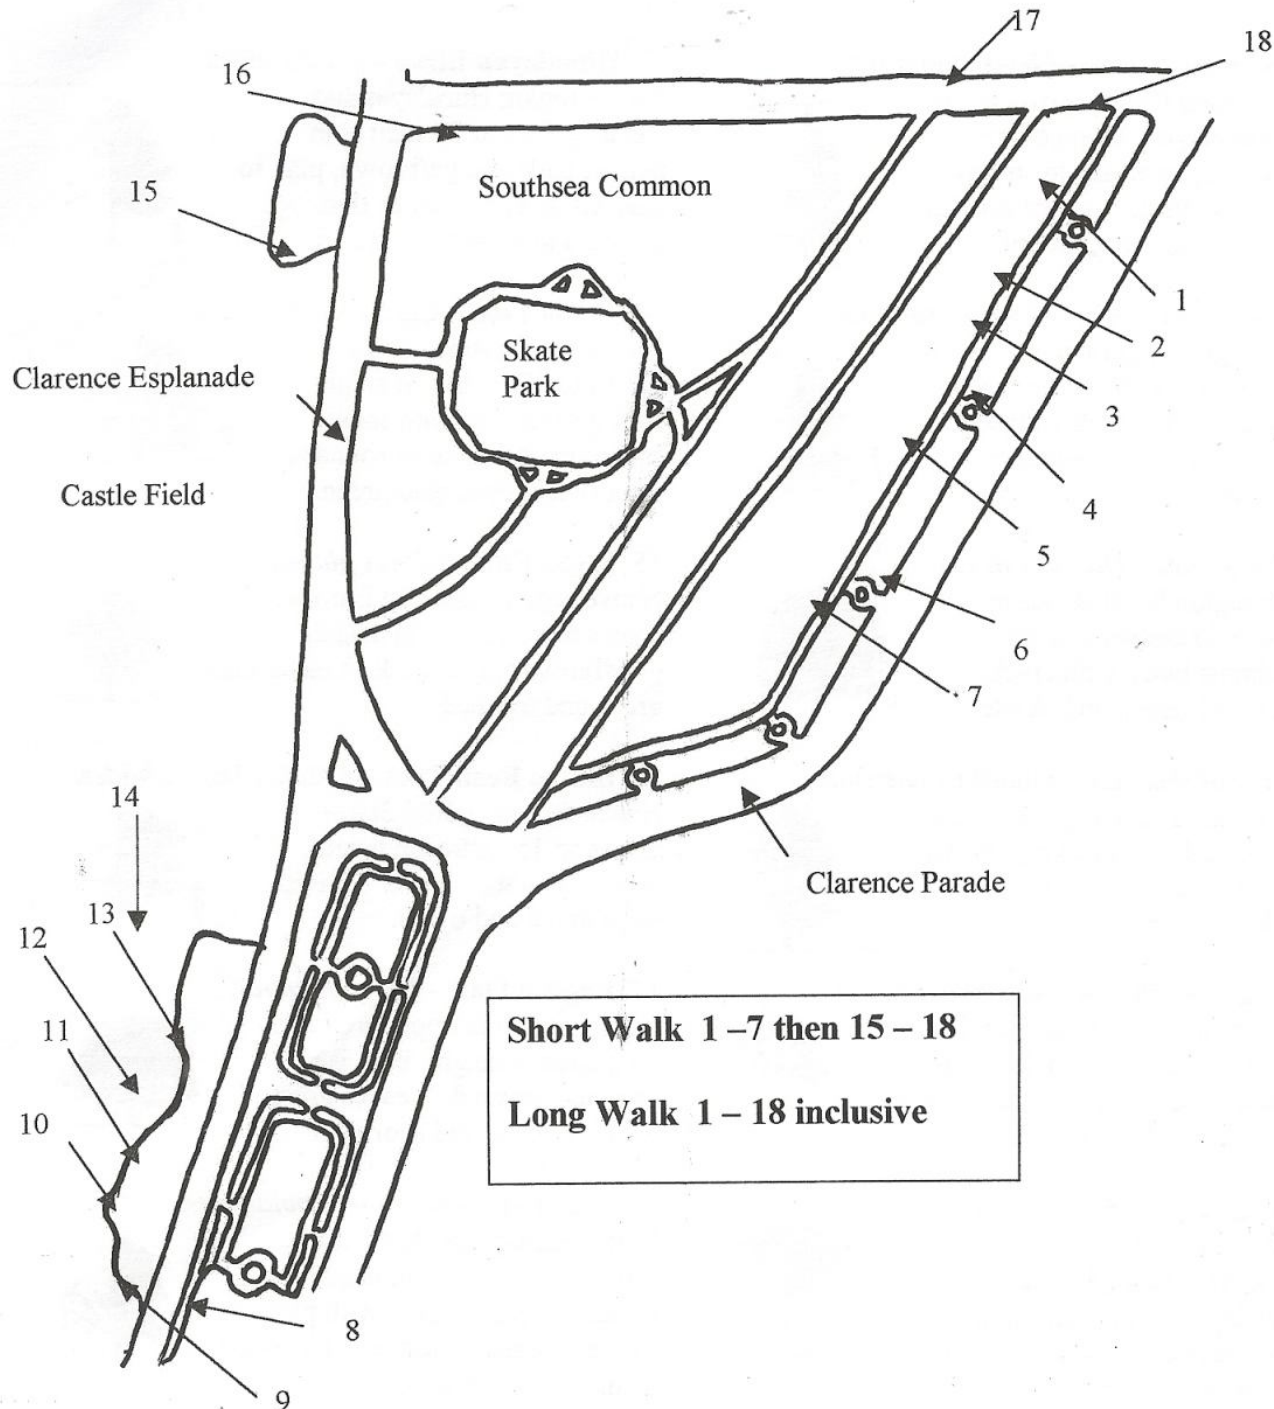 17
18
16
Southsea Common
15
1
Skate
Park
2
Clarence Esplanade
3
Castle Field
4
5
6
7
14
Clarence Parade
13
12
Short Walk 1 –7 then 15 – 18
11
Long Walk 1 – 18 inclusive
10
8
9